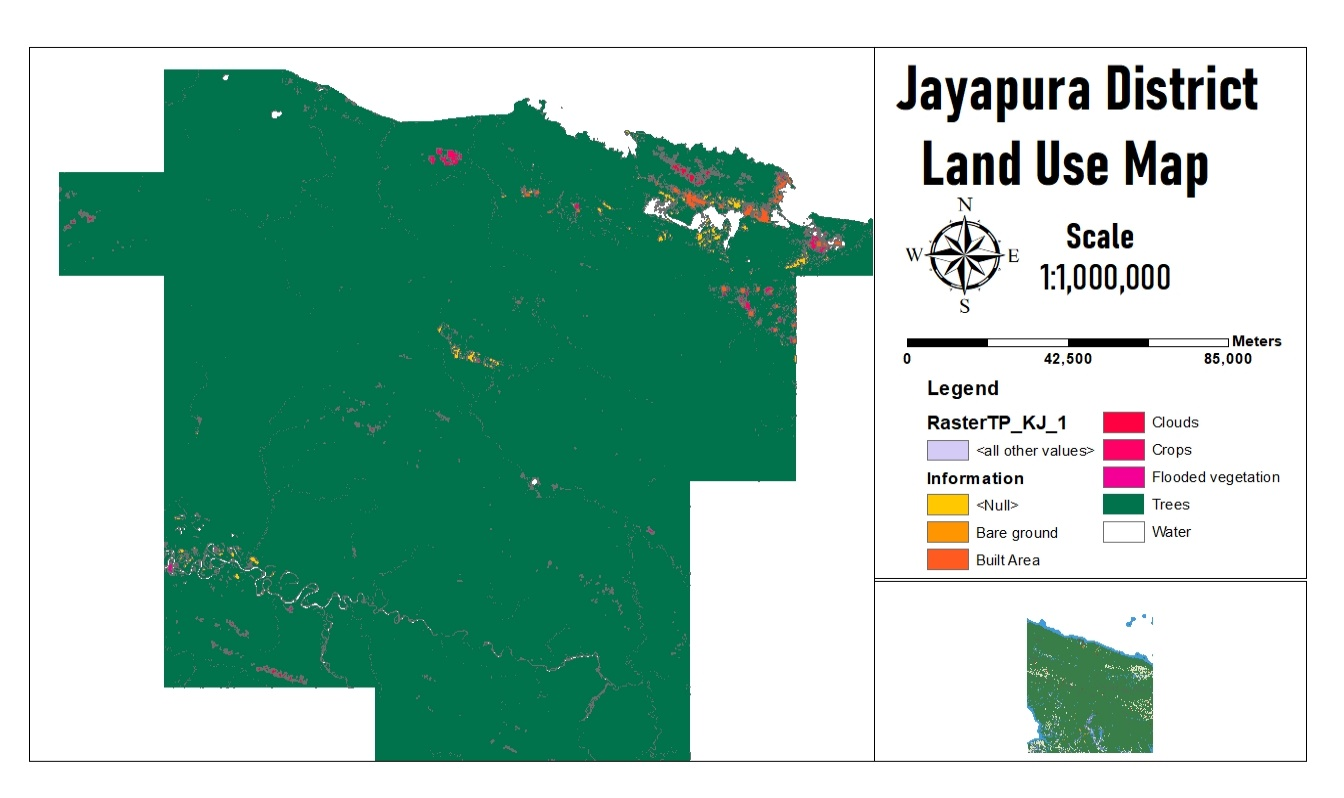 Jayapura District
Land Use Map
N
W E
S
Scale
1:1,000,000
Meters
0 42,500 85,000
Legend
RasterTP_KJ_1
<all other values>
Information
<Null>
Bare ground
Built Area
Clouds
Crops
Flooded vegetation
Trees
Water